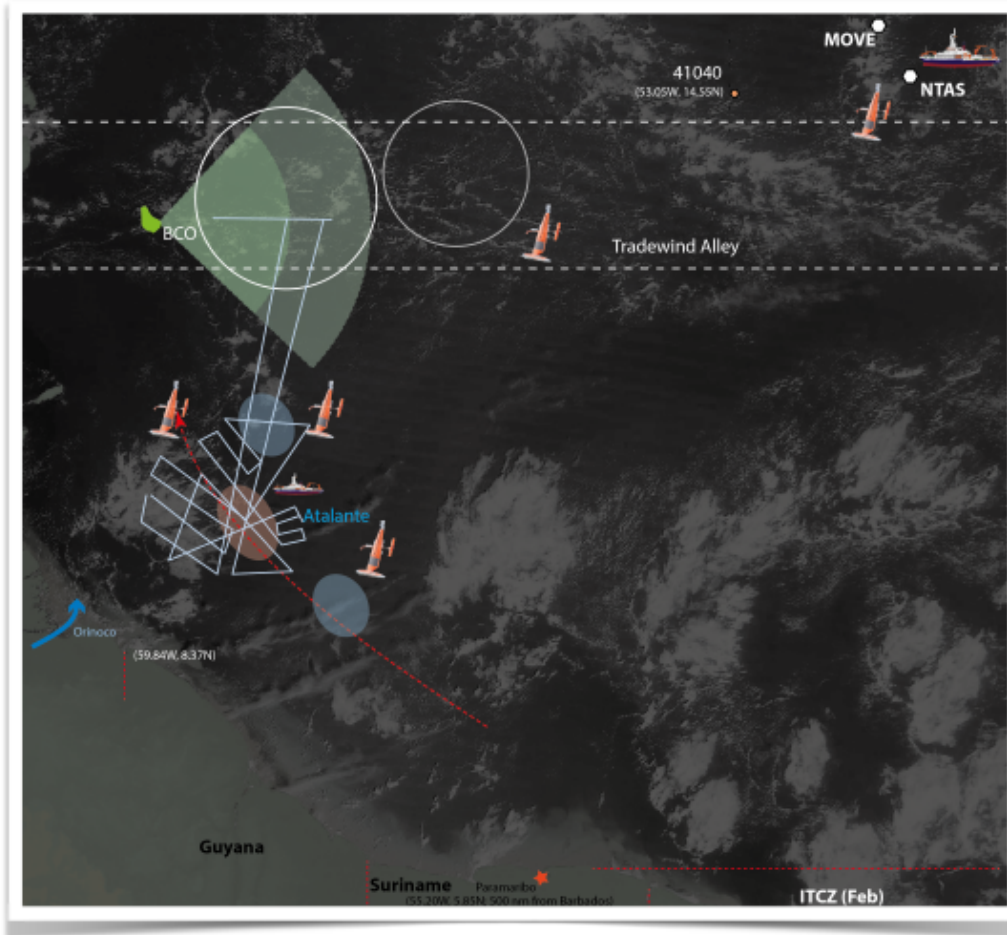 MOVE
41040
(53.05W, 14.55N)
NTAS
BCO
Tradewind Alley
Atalante
Orinoco
(59.84W, 8.37N)
Guyana
Suriname
Paramaribo
(55.20W, 5.85N; 500 nm from Barbados)
ITCZ (Feb)